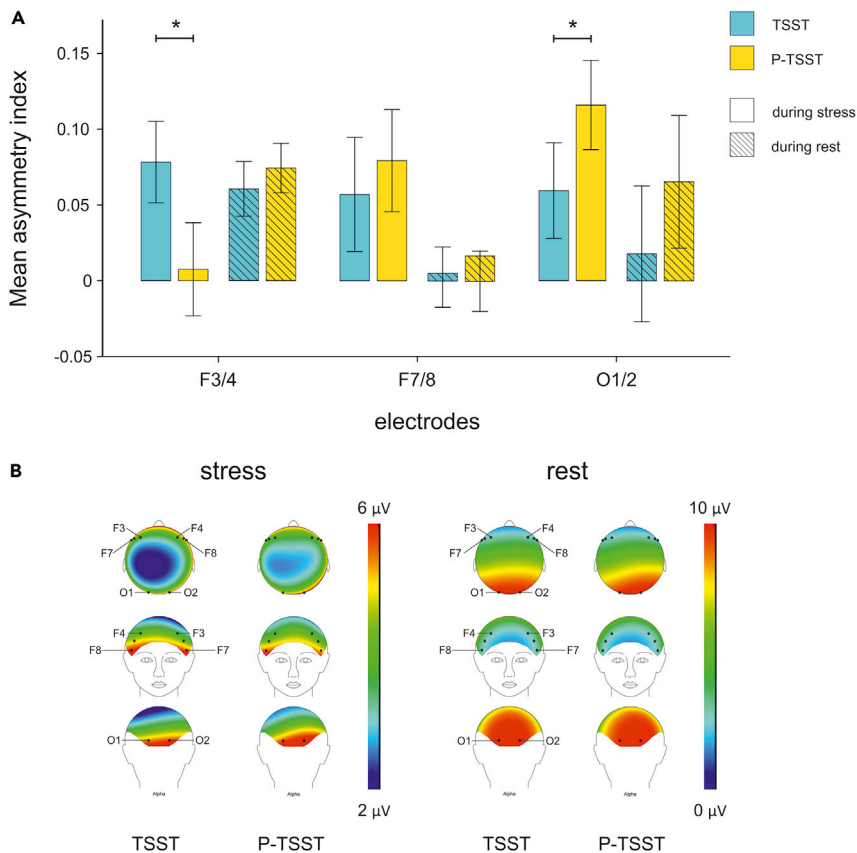 A
Mean asymmetry index
0.15
0.10
0.05
0
-0.05
*
*
F3/4
F7/8
O1/2
electrodes
TSST
P-TSST
during stress
during rest
B
stress
rest
6 µV
2 µV
10 µV
0 µV
F3
F4
F7
F8
O1
O2
F4
F3
F8
F7
O1
O2
Alpha
Alpha
TSST
P-TSST
F3
F4
F7
F8
O1
O2
F4
F3
F8
F7
O1
O2
Alpha
Alpha
TSST
P-TSST